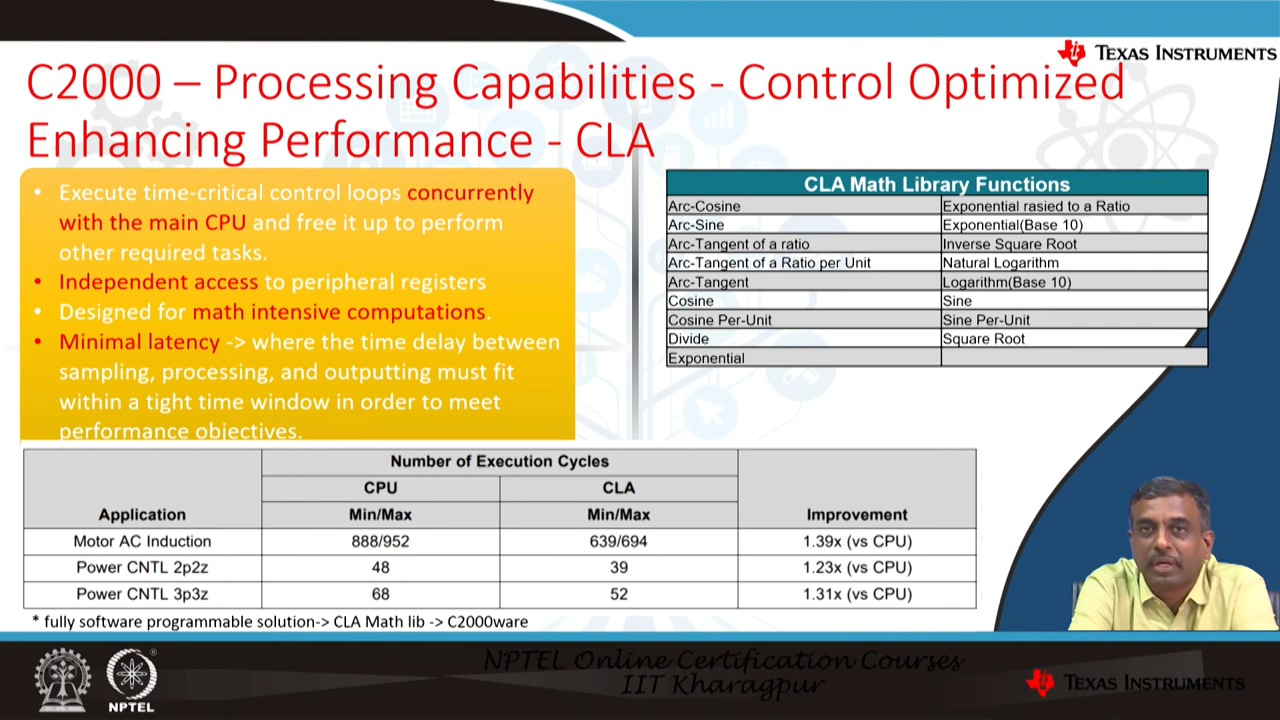 TEXAS INSTRUMENTS
C2000 – Processing Capabilities - Control Optimized
Enhancing Performance - CLA
• Execute time-critical control loops concurrently
with the main CPU and free it up to perform
other required tasks.
• Independent access to peripheral registers
• Designed for math intensive computations.
• Minimal latency -> where the time delay between
sampling, processing, and outputting must fit
within a tight time window in order to meet
performance objectives.
CLA Math Library Functions
Arc-Cosine Exponential rasied to a Ratio
Arc-Sine Exponential(Base 10)
Arc-Tangent of a ratio Inverse Square Root
Arc-Tangent of a Ratio per Unit Natural Logarithm
Arc-Tangent Logarithm(Base 10)
Cosine Sine
Cosine Per-Unit Sine Per-Unit
Divide Square Root
Exponential
Number of Execution Cycles
CPU CLA
Application Min/Max Min/Max Improvement
Motor AC Induction 888/952 639/694 1.39x (vs CPU)
Power CNTL 2p2z 48 39 1.23x (vs CPU)
Power CNTL 3p3z 68 52 1.31x (vs CPU)
* fully software programmable solution-> CLA Math lib -> C2000ware
NPTEL Online Certification Courses
IIT Kharagpur
NPTEL
TEXAS INSTRUMENTS